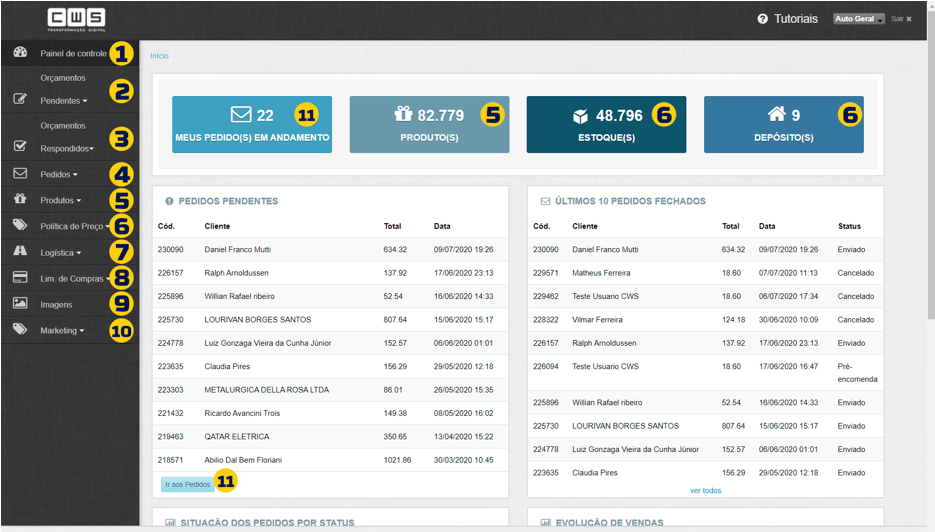 CWS
TRANSFORMAÇÃO DIGITAL
Tutoriais
Auto Geral
Sair ×
Painel de controle 1
Orçamentos
Pendentes 2
Orçamentos
Respondidos 3
Pedidos 4
Produtos 5
Política de Preço 6
Logística 7
Lim. de Compras 8
Imagens 9
Marketing 10
Início
22 11
MEUS PEDIDO(S) EM ANDAMENTO
82.779 5
PRODUTO(S)
48.796 6
ESTOQUE(S)
9 6
DEPÓSITO(S)
PEDIDOS PENDENTES
Cód. Cliente Total Data
230090 Daniel Franco Mutti 634.32 09/07/2020 19:26
226157 Ralph Arnoldussen 137.92 17/06/2020 23:13
225896 Willian Rafael ribeiro 52.54 16/06/2020 14:33
225730 LOURIVAN BORGES SANTOS 807.64 15/06/2020 15:17
224778 Luiz Gonzaga Vieira da Cunha Júnior 152.57 06/06/2020 01:01
223635 Claudia Pires 156.29 29/05/2020 12:18
223303 METALURGICA DELLA ROSA LTDA 86.01 26/05/2020 15:35
221432 Ricardo Avancini Trois 149.38 08/05/2020 16:02
219463 QATAR ELETRICA 350.65 13/04/2020 15:22
218571 Abilio Dal Bem Floriani 1021.86 30/03/2020 10:45
Ir aos Pedidos 11
ÚLTIMOS 10 PEDIDOS FECHADOS
Cód. Cliente Total Data Status
230090 Daniel Franco Mutti 634.32 09/07/2020 19:26 Enviado
229571 Matheus Ferreira 18.60 07/07/2020 11:13 Cancelado
229462 Teste Usuario CWS 18.60 06/07/2020 17:34 Cancelado
228322 Vilmar Ferreira 124.18 30/06/2020 10:09 Cancelado
226157 Ralph Arnoldussen 137.92 17/06/2020 23:13 Enviado
226094 Teste Usuario CWS 18.60 17/06/2020 16:47 Pré-
encomenda
225896 Willian Rafael ribeiro 52.54 16/06/2020 14:33 Enviado
225730 LOURIVAN BORGES SANTOS 807.64 15/06/2020 15:17 Enviado
224778 Luiz Gonzaga Vieira da Cunha Júnior 152.57 06/06/2020 01:01 Enviado
223635 Claudia Pires 156.29 29/05/2020 12:18 Enviado
ver todos
SITUAÇÃO DOS PEDIDOS POR STATUS
EVOLUÇÃO DE VENDAS